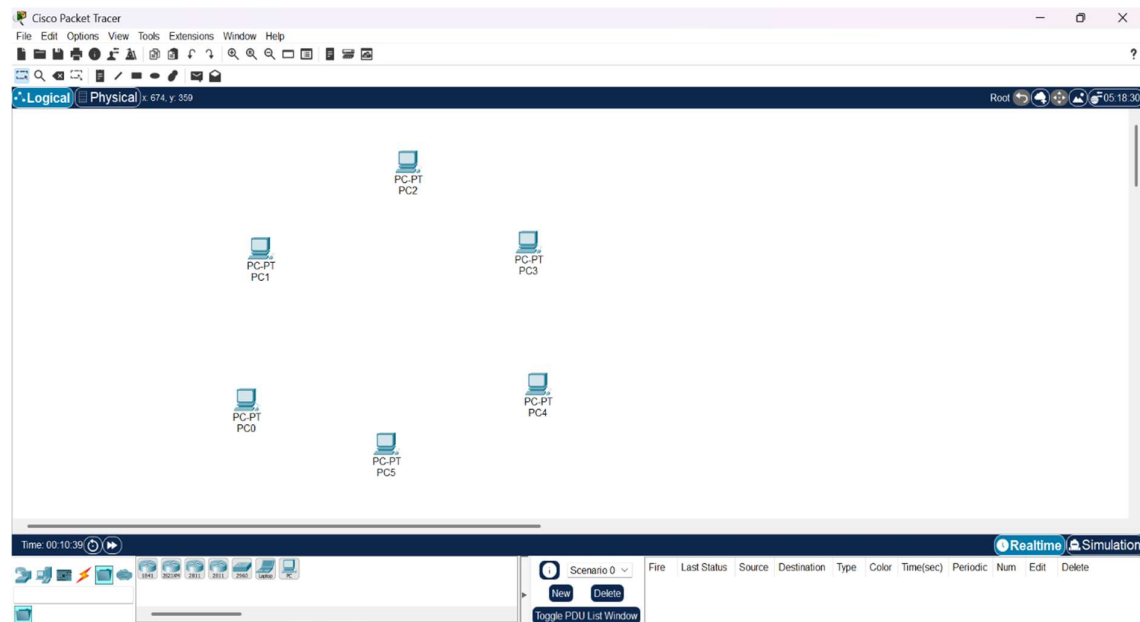 Cisco Packet Tracer
File Edit Options View Tools Extensions Window Help
?
Logical Physical x: 674, y: 359 Root 05:18:30
PC-PT
PC2
PC-PT
PC1
PC-PT
PC3
PC-PT
PC4
PC-PT
PC0
PC-PT
PC5
Time: 00:10:39 Realtime Simulation
1941 2811 2911 2960 Laptop PC
Scenario 0
New Delete
Toggle PDU List Window
Fire Last Status Source Destination Type Color Time(sec) Periodic Num Edit Delete